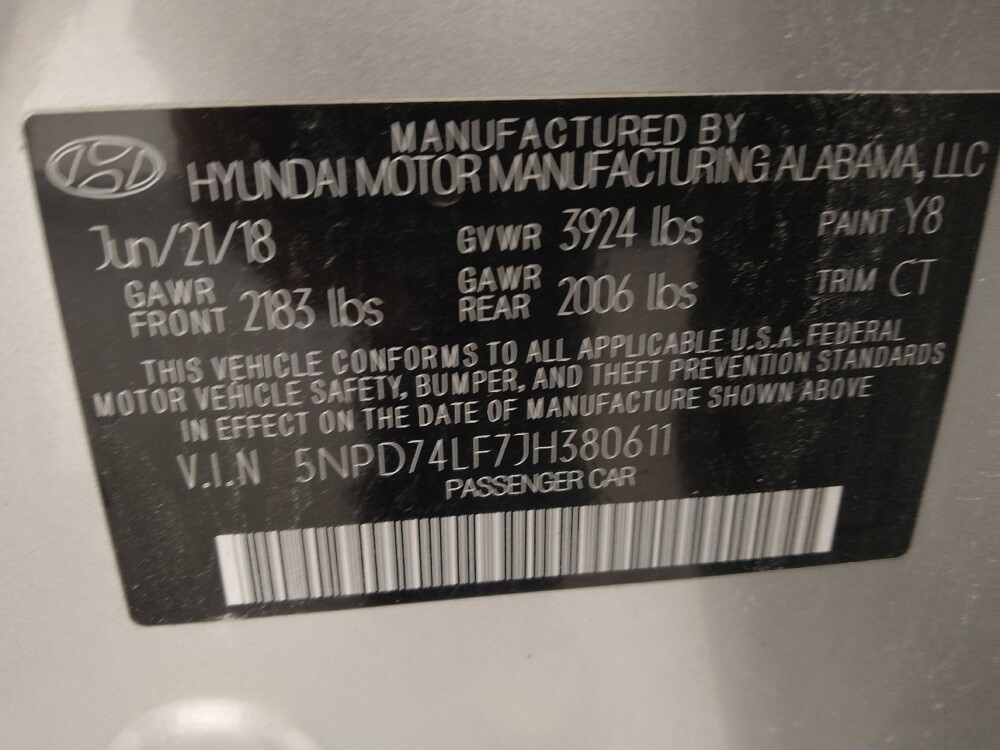 MANUFACTURED BY
HYUNDAI MOTOR MANUFACTURING ALABAMA, LLC
Jun/21/18 GVWR 3924 lbs PAINT Y8
GAWR FRONT 2183 lbs GAWR REAR 2006 lbs TRIM CT
THIS VEHICLE CONFORMS TO ALL APPLICABLE U.S.A. FEDERAL
MOTOR VEHICLE SAFETY, BUMPER, AND THEFT PREVENTION STANDARDS
IN EFFECT ON THE DATE OF MANUFACTURE SHOWN ABOVE
V.I.N 5NPD74LF7JH380611
PASSENGER CAR